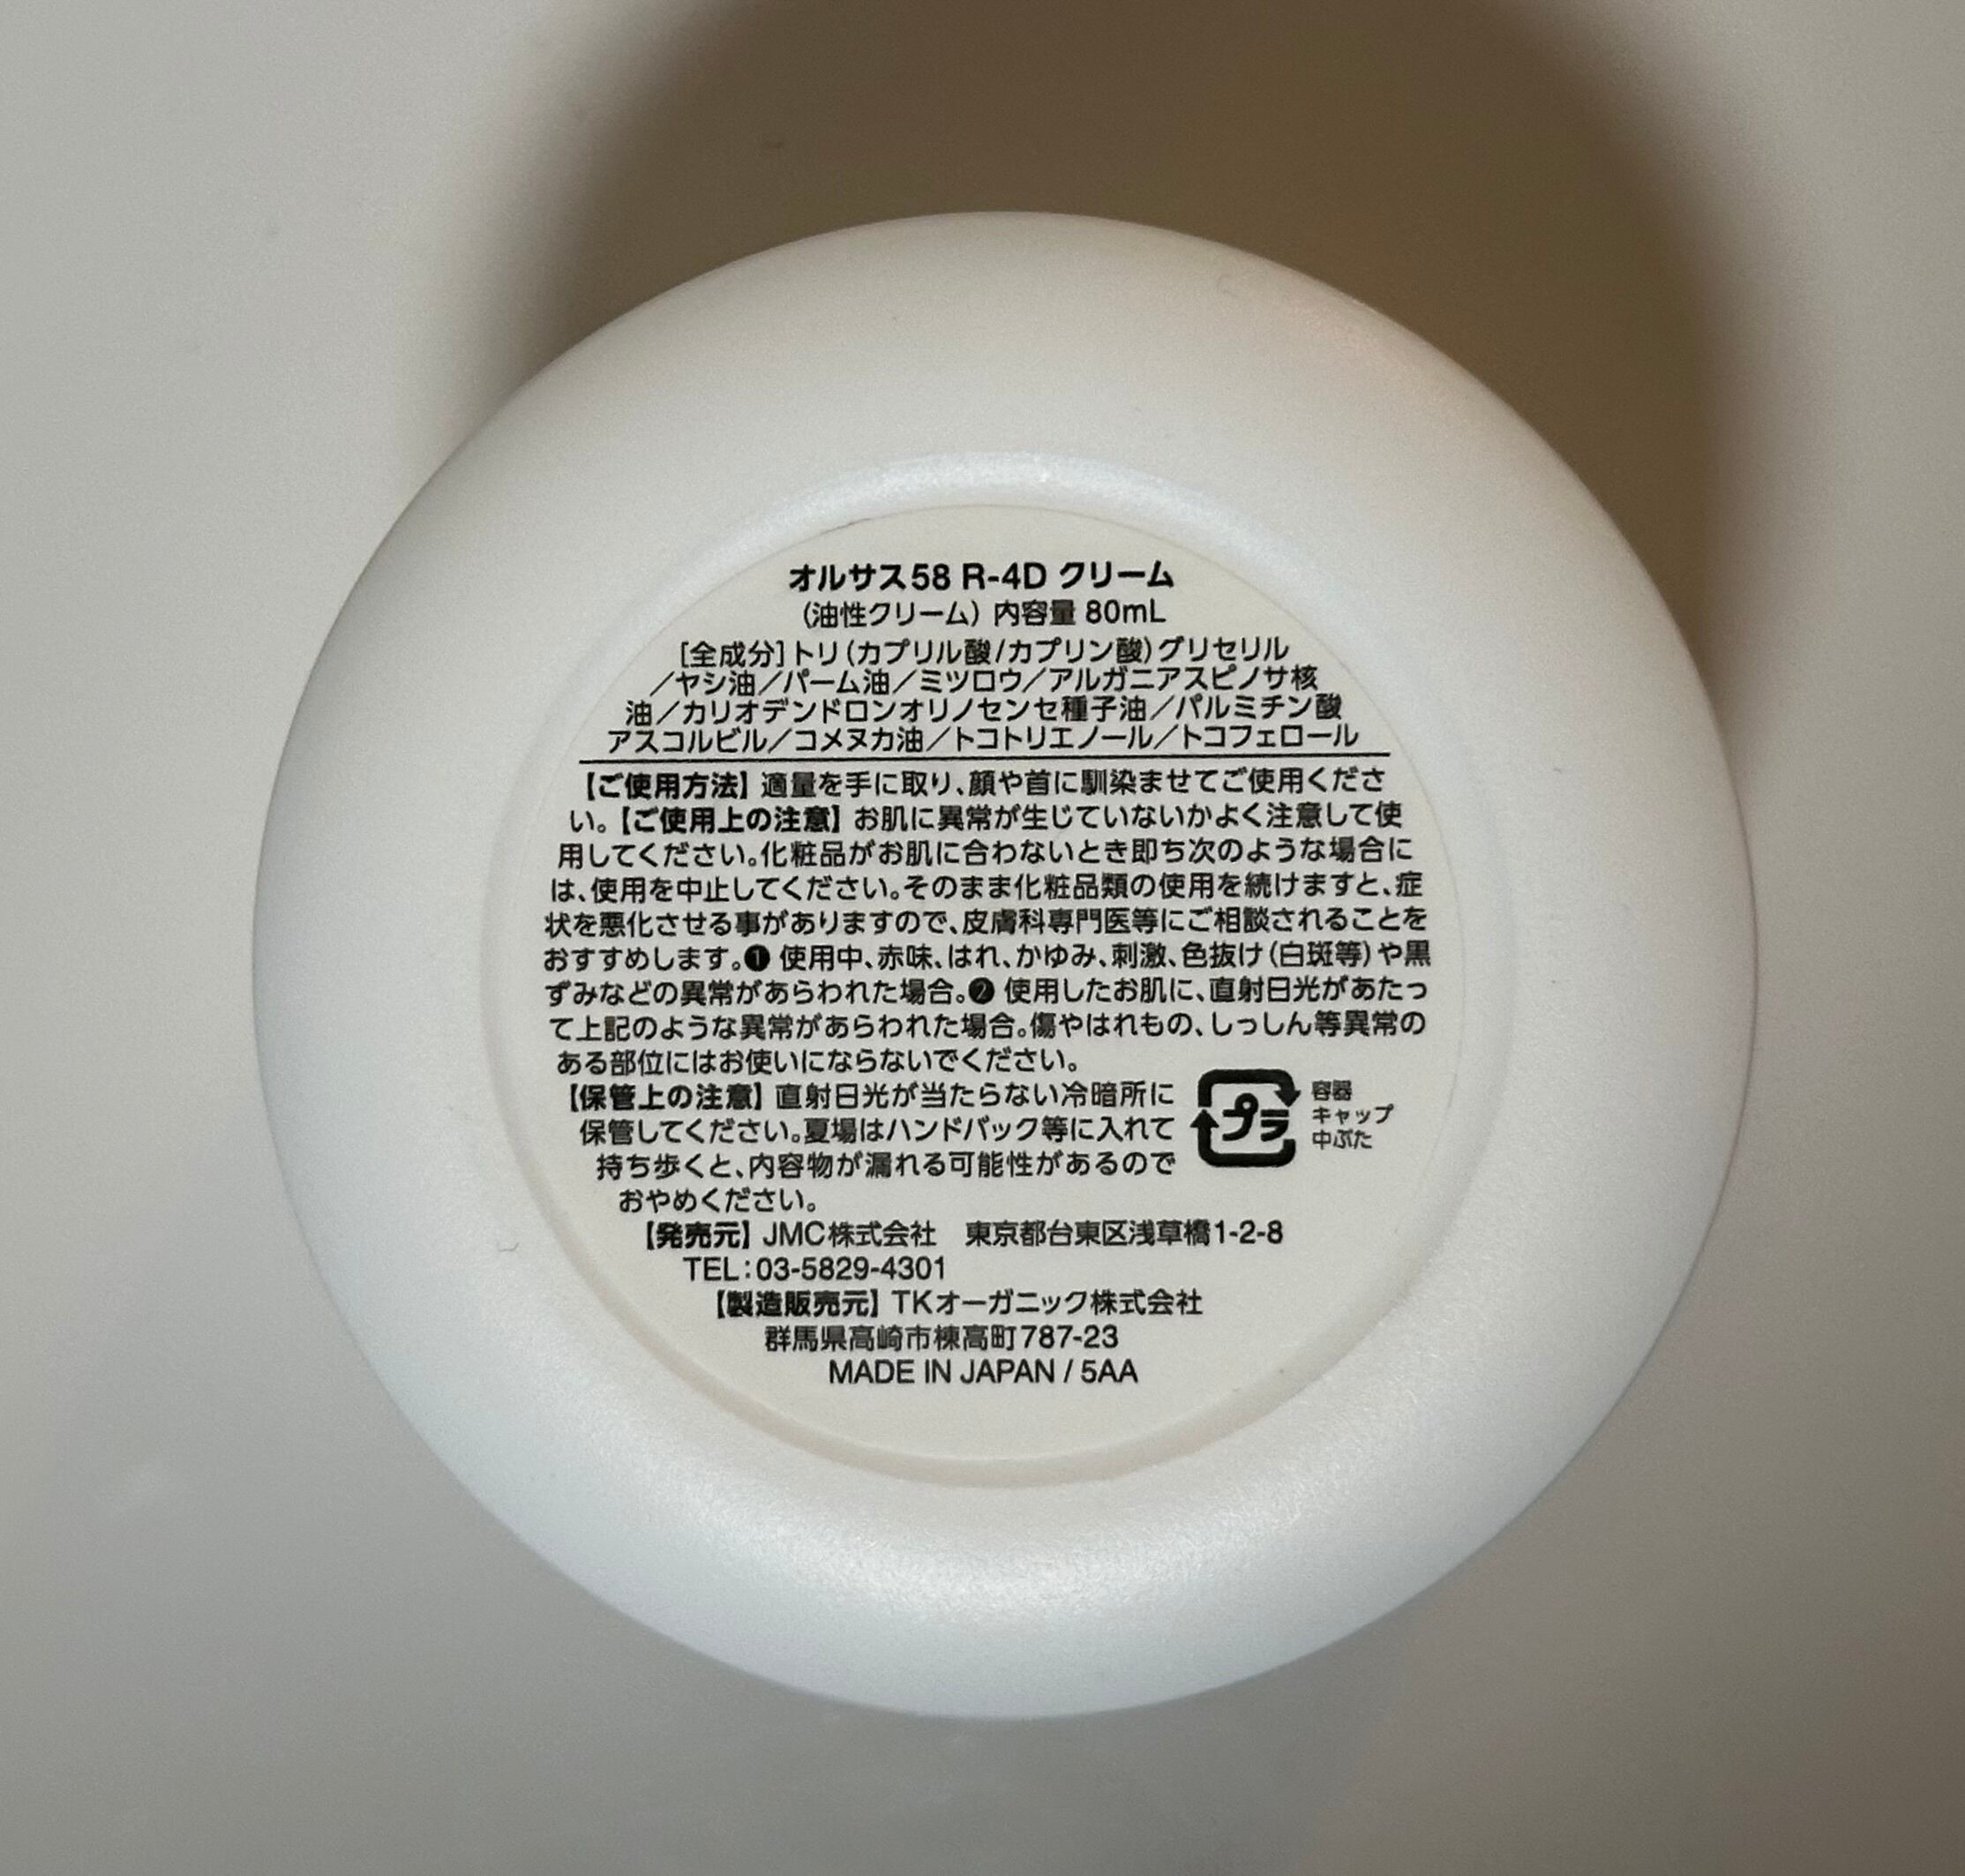 オルサス58 R-4D クリーム
(油性クリーム) 内容量 80mL
[全成分]トリ(カプリル酸/カプリン酸)グリセリル
/ヤシ油/パーム油/ミツロウ/アルガニアスピノサ核
油/カリオデンドロンオリノセンセ種子油/パルミチン酸
アスコルビル/コメヌカ油/トコトリエノール/トコフェロール
【ご使用方法】適量を手に取り、顔や首に馴染ませてご使用くださ
い。【ご使用上の注意】お肌に異常が生じていないかよく注意して使
用してください。化粧品がお肌に合わないとき即ち次のような場合に
は、使用を中止してください。そのまま化粧品類の使用を続けますと、症
状を悪化させる事がありますので、皮膚科専門医等にご相談されることを
おすすめします。❶ 使用中、赤味、はれ、かゆみ、刺激、色抜け(白斑等)や黒
ずみなどの異常があらわれた場合。❷ 使用したお肌に、直射日光があたっ
て上記のような異常があらわれた場合。傷やはれもの、しっしん等異常の
ある部位にはお使いにならないでください。
【保管上の注意】直射日光が当たらない冷暗所に
保管してください。夏場はハンドバック等に入れて
持ち歩くと、内容物が漏れる可能性があるので
おやめください。
プラ
容器
キャップ
中ぶた
【発売元】JMC株式会社 東京都台東区浅草橋1-2-8
TEL:03-5829-4301
【製造販売元】TKオーガニック株式会社
群馬県高崎市棟高町787-23
MADE IN JAPAN / 5AA